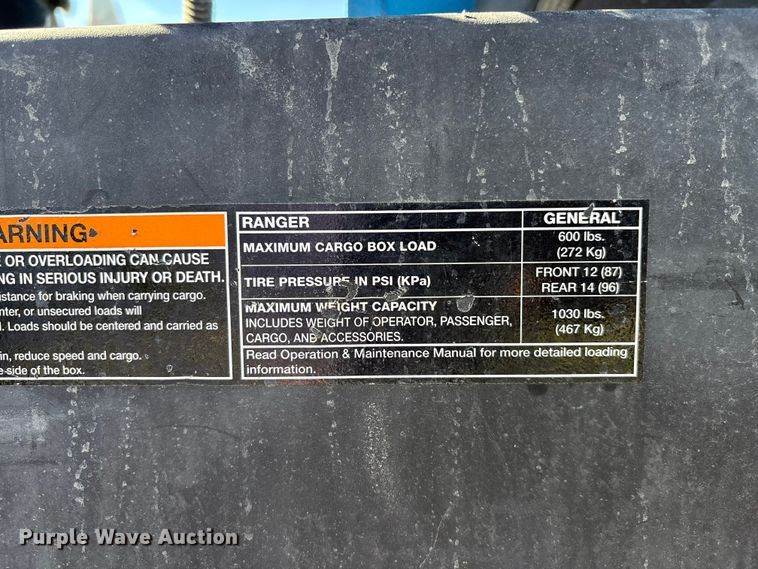 ARNING
E OR OVERLOADING CAN CAUSE
NG IN SERIOUS INJURY OR DEATH.
istance for braking when carrying cargo.
nter, or unsecured loads will
l. Loads should be centered and carried as
in, reduce speed and cargo.
e side of the box.
RANGER GENERAL
MAXIMUM CARGO BOX LOAD 600 lbs.
(272 Kg)
TIRE PRESSURE IN PSI (KPa) FRONT 12 (87)
REAR 14 (96)
MAXIMUM WEIGHT CAPACITY
INCLUDES WEIGHT OF OPERATOR, PASSENGER,
CARGO, AND ACCESSORIES.
1030 lbs.
(467 Kg)
Read Operation & Maintenance Manual for more detailed loading
information.
Purple Wave Auction